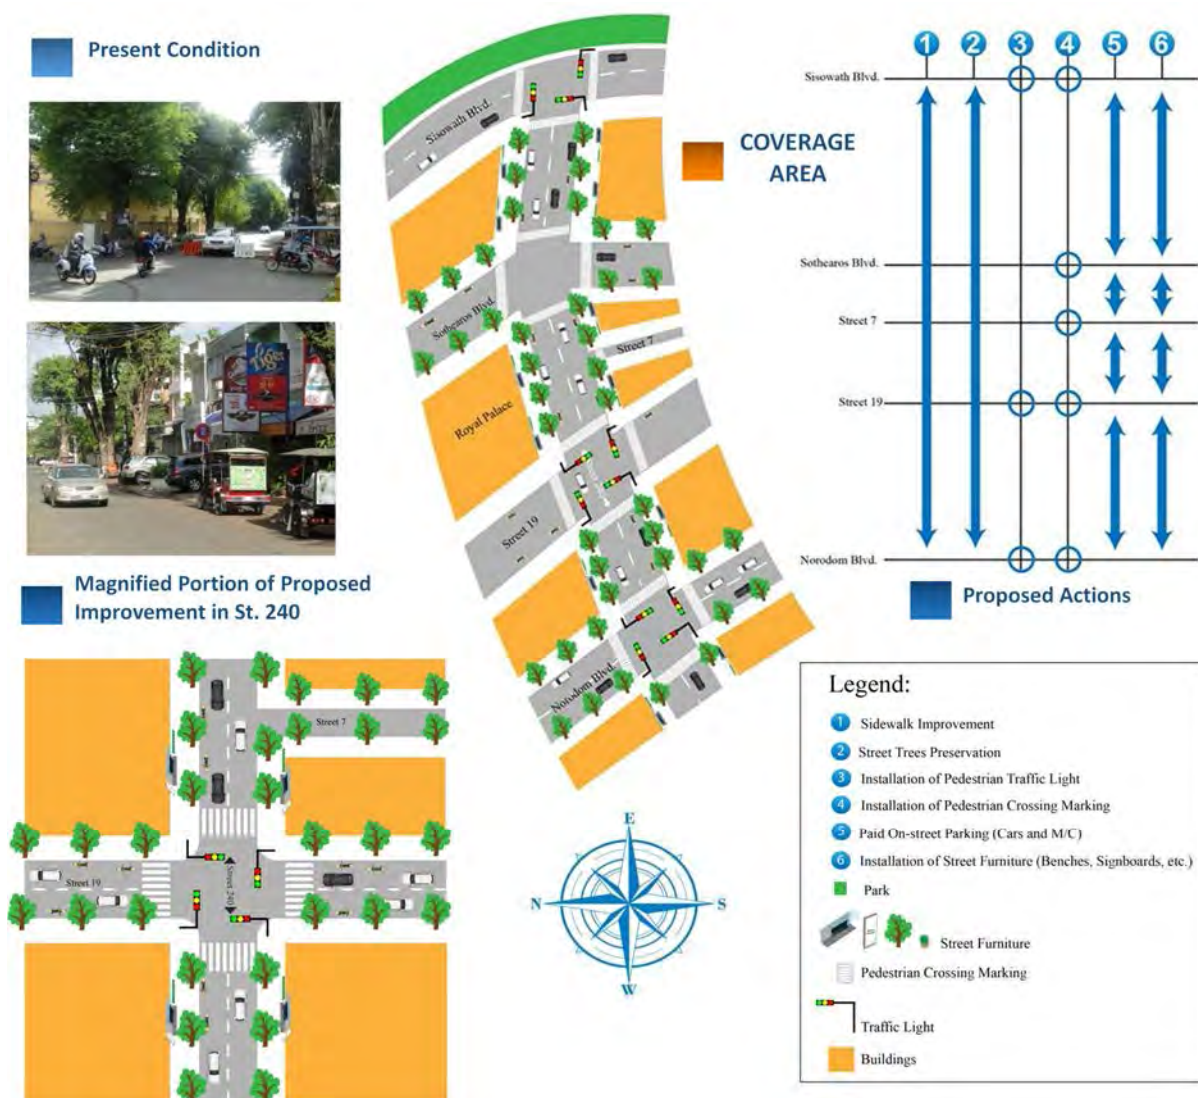 Present Condition
COVERAGE
AREA
Magnified Portion of Proposed
Improvement in St. 240
Tiger
Sisowath Blvd.
Sothearos Blvd.
Street 7
Royal Palace
Street 19
Norodom Blvd.
1 2 3 4 5 6
Sisowath Blvd.
Sothearos Blvd.
Street 7
Street 19
Norodom Blvd.
Proposed Actions
Street 7
Street 19
Street 240
E
N
S
W
Legend:
1 Sidewalk Improvement
2 Street Trees Preservation
3 Installation of Pedestrian Traffic Light
4 Installation of Pedestrian Crossing Marking
5 Paid On-street Parking (Cars and M/C)
6 Installation of Street Furniture (Benches, Signboards, etc.)
Park
Street Furniture
Pedestrian Crossing Marking
Traffic Light
Buildings